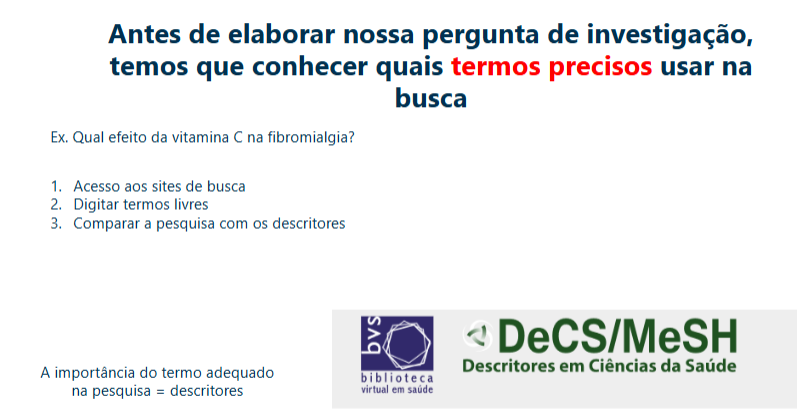 Antes de elaborar nossa pergunta de investigação,
temos que conhecer quais termos precisos usar na
busca
Ex. Qual efeito da vitamina C na fibromialgia?
1. Acesso aos sites de busca
2. Digitar termos livres
3. Comparar a pesquisa com os descritores
A importância do termo adequado
na pesquisa = descritores
bvs
biblioteca
virtual em saúde
DeCS/MeSH
Descritores em Ciências da Saúde